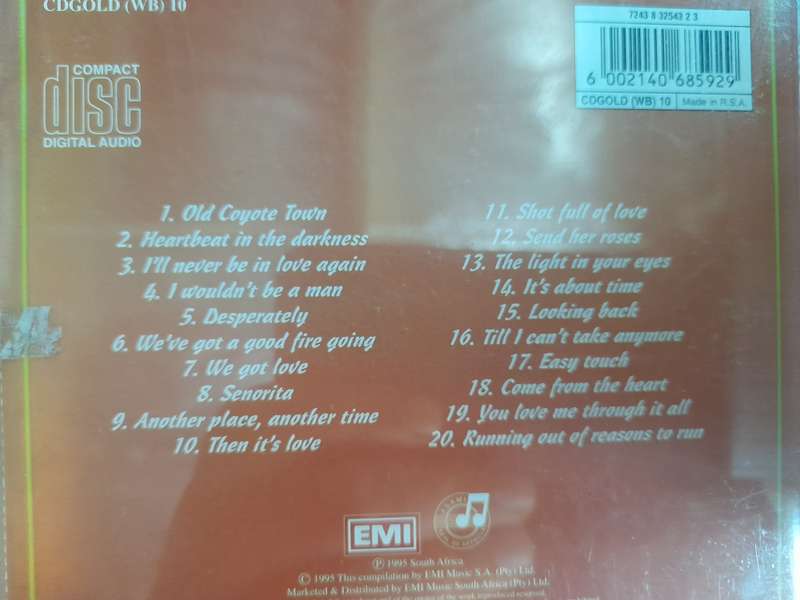 CDGOLD (WB) 10
7243 8 32543 2 3
6 002140 685929
CDGOLD (WB) 10 Made in R.S.A.
COMPACT
disc
DIGITAL AUDIO
1. Old Coyote Town
2. Heartbeat in the darkness
3. I'll never be in love again
4. I wouldn't be a man
5. Desperately
6. We've got a good fire going
7. We got love
8. Senorita
9. Another place, another time
10. Then it's love
11. Shot full of love
12. Send her roses
13. The light in your eyes
14. It's about time
15. Looking back
16. Till I can't take anymore
17. Easy touch
18. Come from the heart
19. You love me through it all
20. Running out of reasons to run
EMI
℗ 1995 South Africa
© 1995 This compilation by EMI Music S.A. (Pty) Ltd.
Marketed & Distributed by EMI Music South Africa (Pty) Ltd.